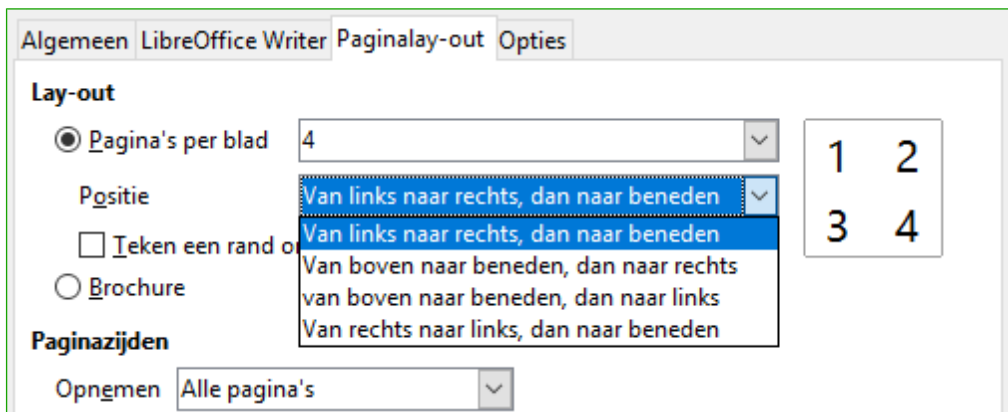 Algemeen LibreOffice Writer Paginalay-out Opties
Lay-out
Pagina's per blad 4
1 2
Positie Van links naar rechts, dan naar beneden
3 4
Van links naar rechts, dan naar beneden
Teken een rand
Van boven naar beneden, dan naar rechts
Brochure
van boven naar beneden, dan naar links
Van rechts naar links, dan naar beneden
Paginazijden
Opnemen Alle pagina's